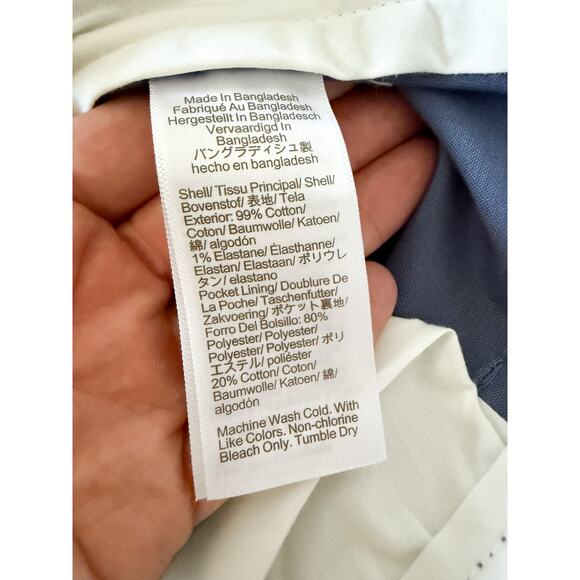 Made In Bangladesh
Fabriqué Au Bangladesh
Hergestellt In Bangladesch
Vervaardigd In
Bangladesh
バングラディシュ製
hecho en bangladesh
Shell/ Tissu Principal/ Shell/
Bovenstof/ 表地/ Tela
Exterior: 99% Cotton/
Coton/ Baumwolle/ Katoen/
綿/ algodón
1% Elastane/ Élasthanne/
Elastan/ Elastaan/ ポリウレ
タン/ elastano
Pocket Lining/ Doublure De
La Poche/ Taschenfutter/
Zakvoering/ ポケット裏地/
Forro Del Bolsillo: 80%
Polyester/ Polyester/
Polyester/ Polyester/ ポリ
エステル/ poliéster
20% Cotton/ Coton/
Baumwolle/ Katoen/ 綿/
algodón
Machine Wash Cold. With
Like Colors. Non-chlorine
Bleach Only. Tumble Dry